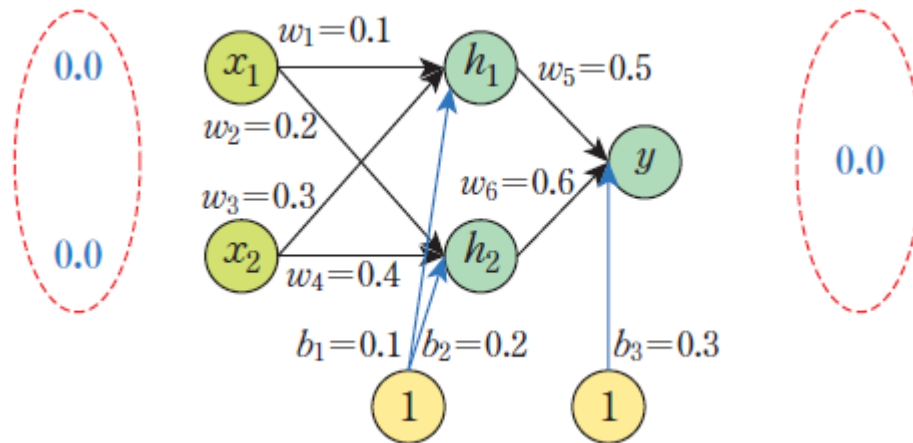 w₁=0.1
0.0
x₁
h₁
w₅=0.5
w₂=0.2
y
0.0
w₃=0.3
w₆=0.6
0.0
x₂
h₂
w₄=0.4
b₁=0.1
b₂=0.2
b₃=0.3
1
1